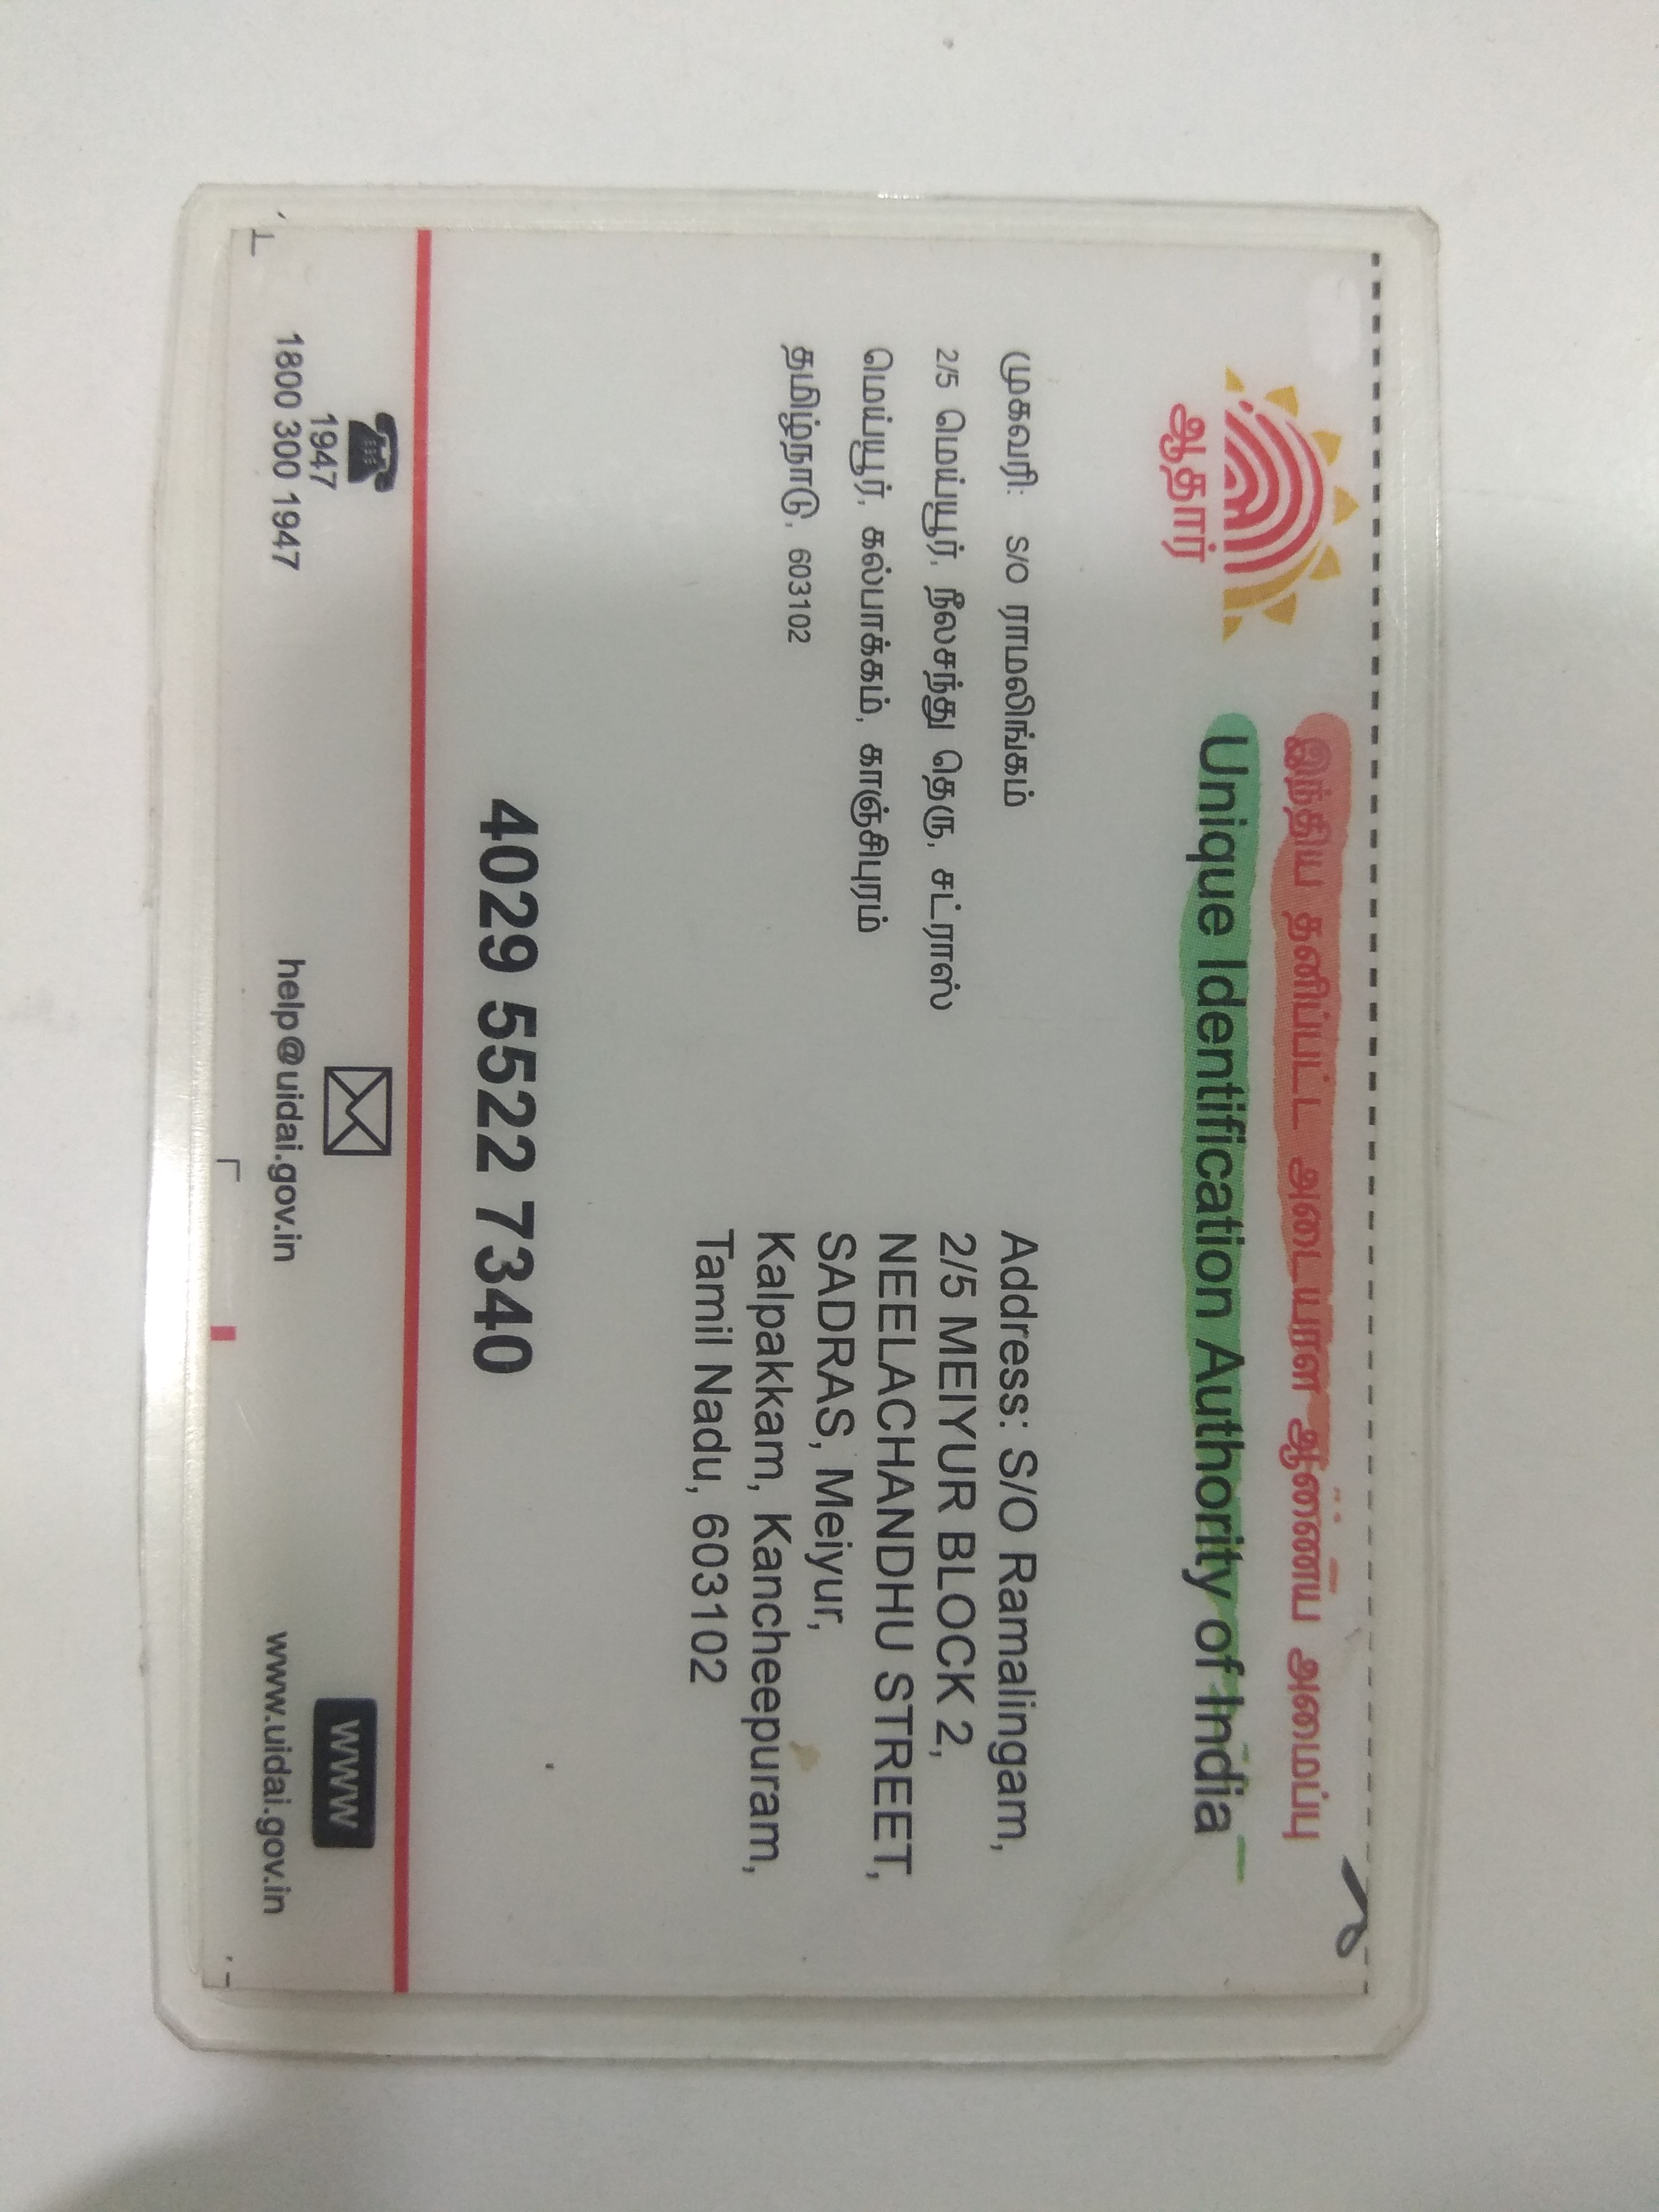 இந்திய தனிப்பட்ட அடையாள ஆணைய அமைப்பு
Unique Identification Authority of India
ஆதார்
முகவரி: S/O ராமலிங்கம்
2/5 மெய்யூர், நீலசந்து தெரு, சட்ராஸ்
மெய்யூர், கல்பாக்கம், காஞ்சிபுரம்
தமிழ்நாடு, 603102
Address: S/O Ramalingam,
2/5 MEIYUR BLOCK 2,
NEELACHANDHU STREET,
SADRAS, Meiyur,
Kalpakkam, Kancheepuram,
Tamil Nadu, 603102
4029 5522 7340
1947
1800 300 1947
help@uidai.gov.in
www
www.uidai.gov.in